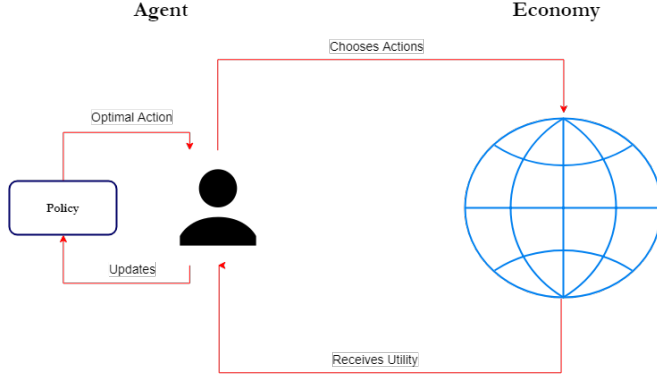 Agent
Economy
Chooses Actions
Optimal Action
Policy
Updates
Receives Utility